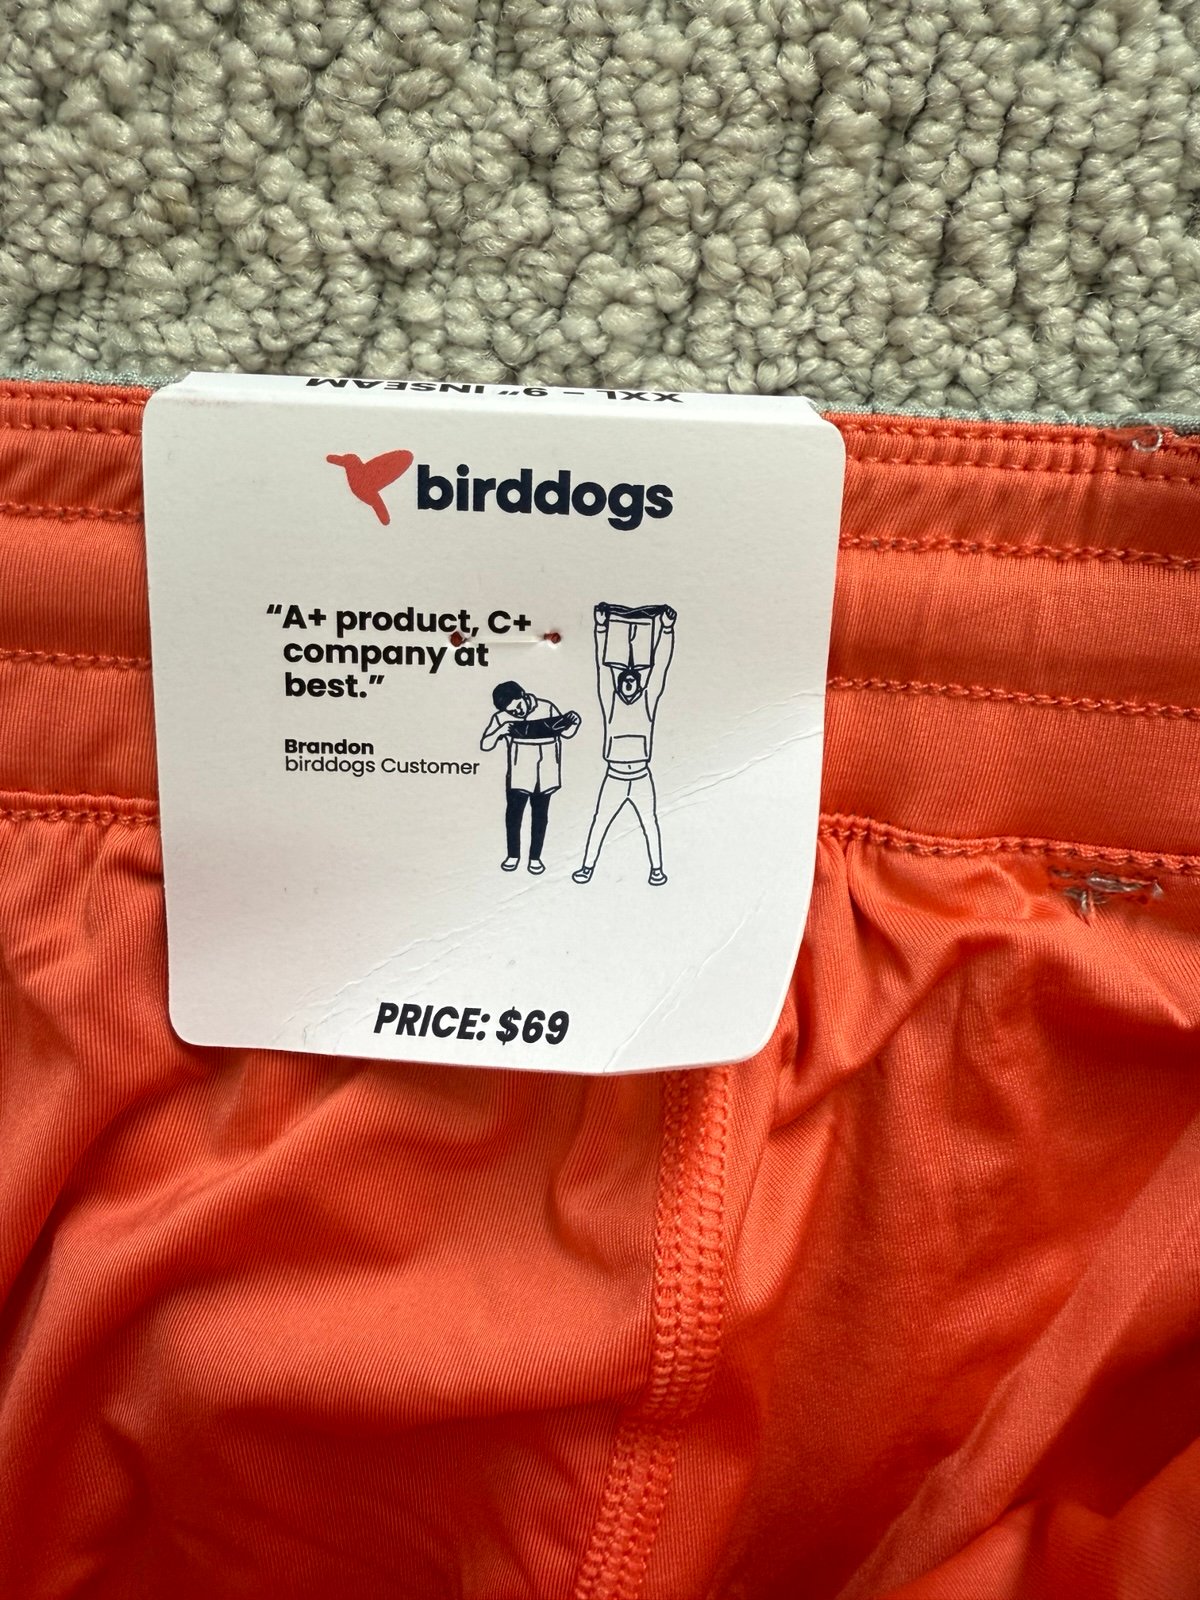 XXL - 9" INSEAM
birddogs
“A+ product, C+
company at
best.”
Brandon
birddogs Customer
PRICE: $69